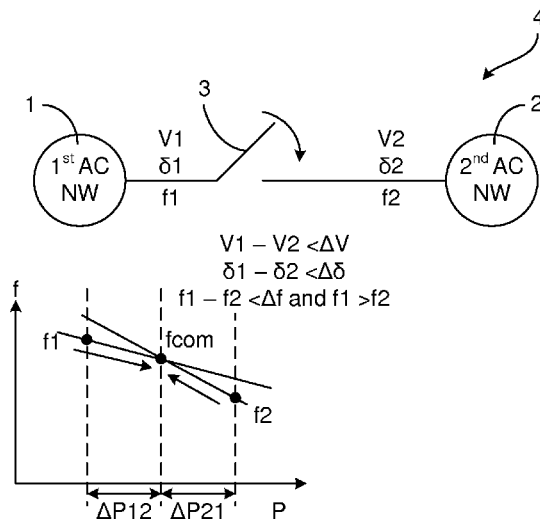 4
1
3
2
1st AC
NW
V1
δ1
f1
V2
δ2
f2
2nd AC
NW
V1 – V2 <ΔV
δ1 – δ2 <Δδ
f1 – f2 <Δf and f1 >f2
f
f1
fcom
f2
ΔP12
ΔP21
P